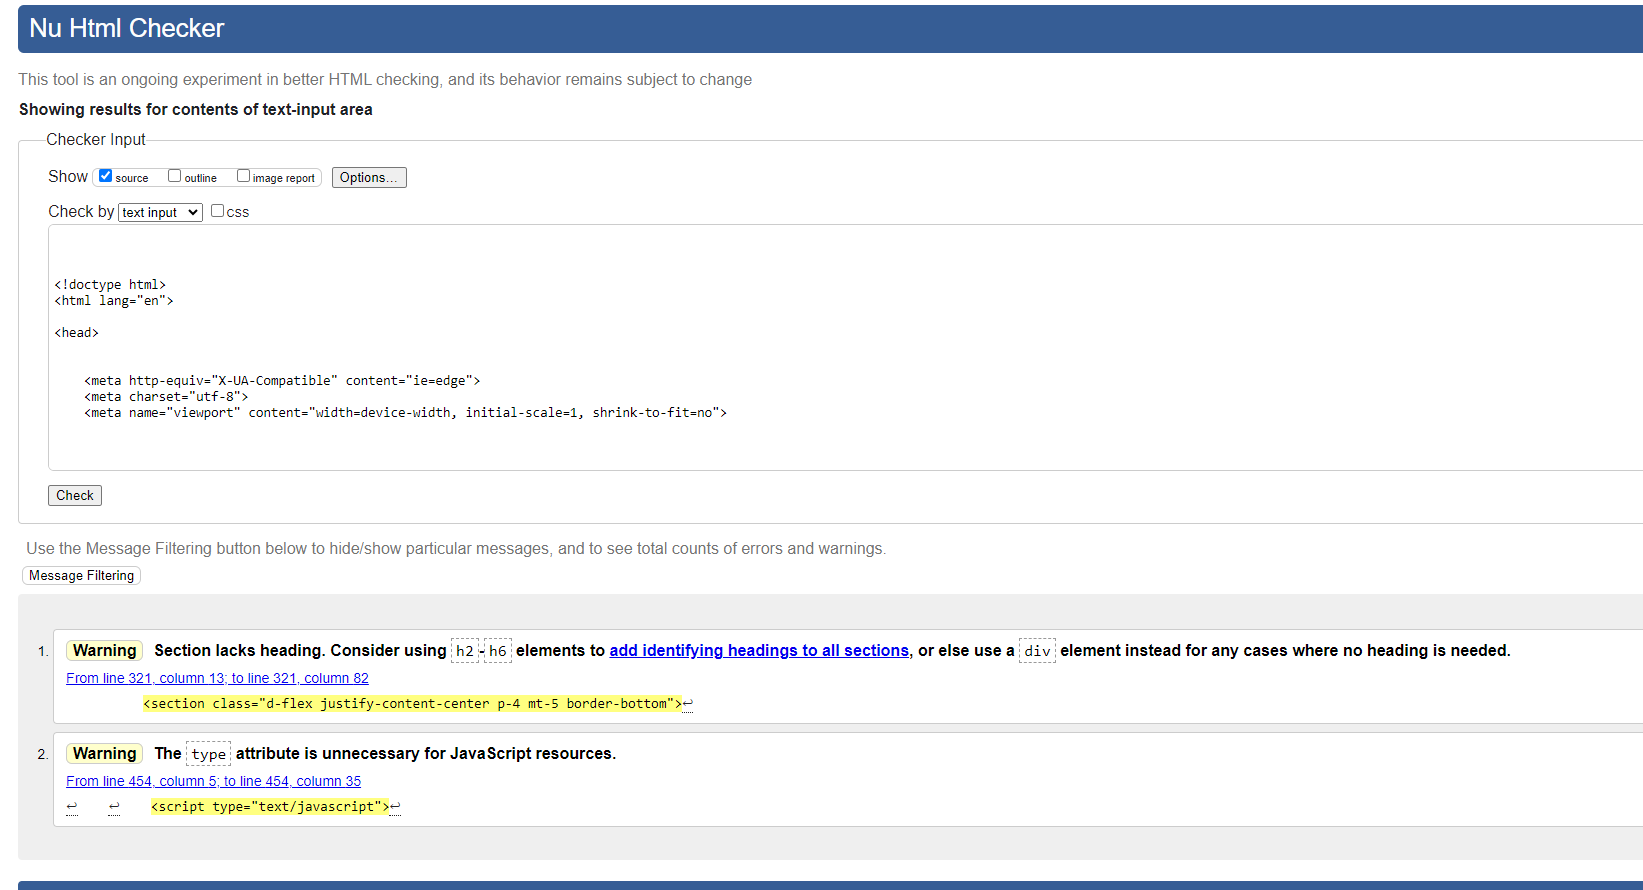 Nu Html Checker
This tool is an ongoing experiment in better HTML checking, and its behavior remains subject to change
Showing results for contents of text-input area
Checker Input
Show source outline image report Options...
Check by text input css
<!doctype html>
<html lang="en">
<head>
<meta http-equiv="X-UA-Compatible" content="ie=edge">
<meta charset="utf-8">
<meta name="viewport" content="width=device-width, initial-scale=1, shrink-to-fit=no">
Check
Use the Message Filtering button below to hide/show particular messages, and to see total counts of errors and warnings.
Message Filtering
1. Warning Section lacks heading. Consider using h2-h6 elements to add identifying headings to all sections, or else use a div element instead for any cases where no heading is needed.
From line 321, column 13; to line 321, column 82
<section class="d-flex justify-content-center p-4 mt-5 border-bottom">↩
2. Warning The type attribute is unnecessary for JavaScript resources.
From line 454, column 5; to line 454, column 35
↩ ↩ <script type="text/javascript">↩